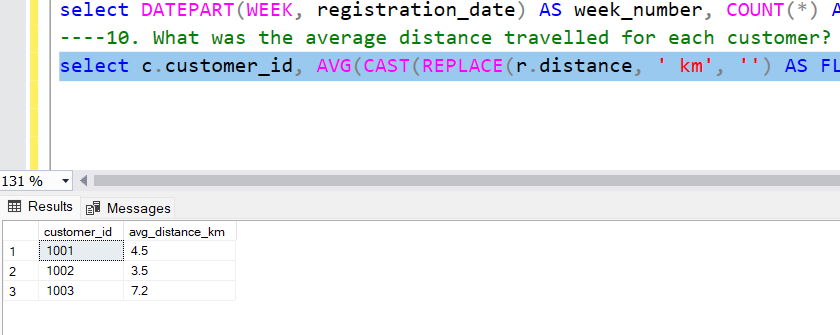 select DATEPART(WEEK, registration_date) AS week_number, COUNT(*) A
----10. What was the average distance travelled for each customer?
select c.customer_id, AVG(CAST(REPLACE(r.distance, ' km', '') AS FL
131 %
Results Messages
customer_id avg_distance_km
1 1001 4.5
2 1002 3.5
3 1003 7.2